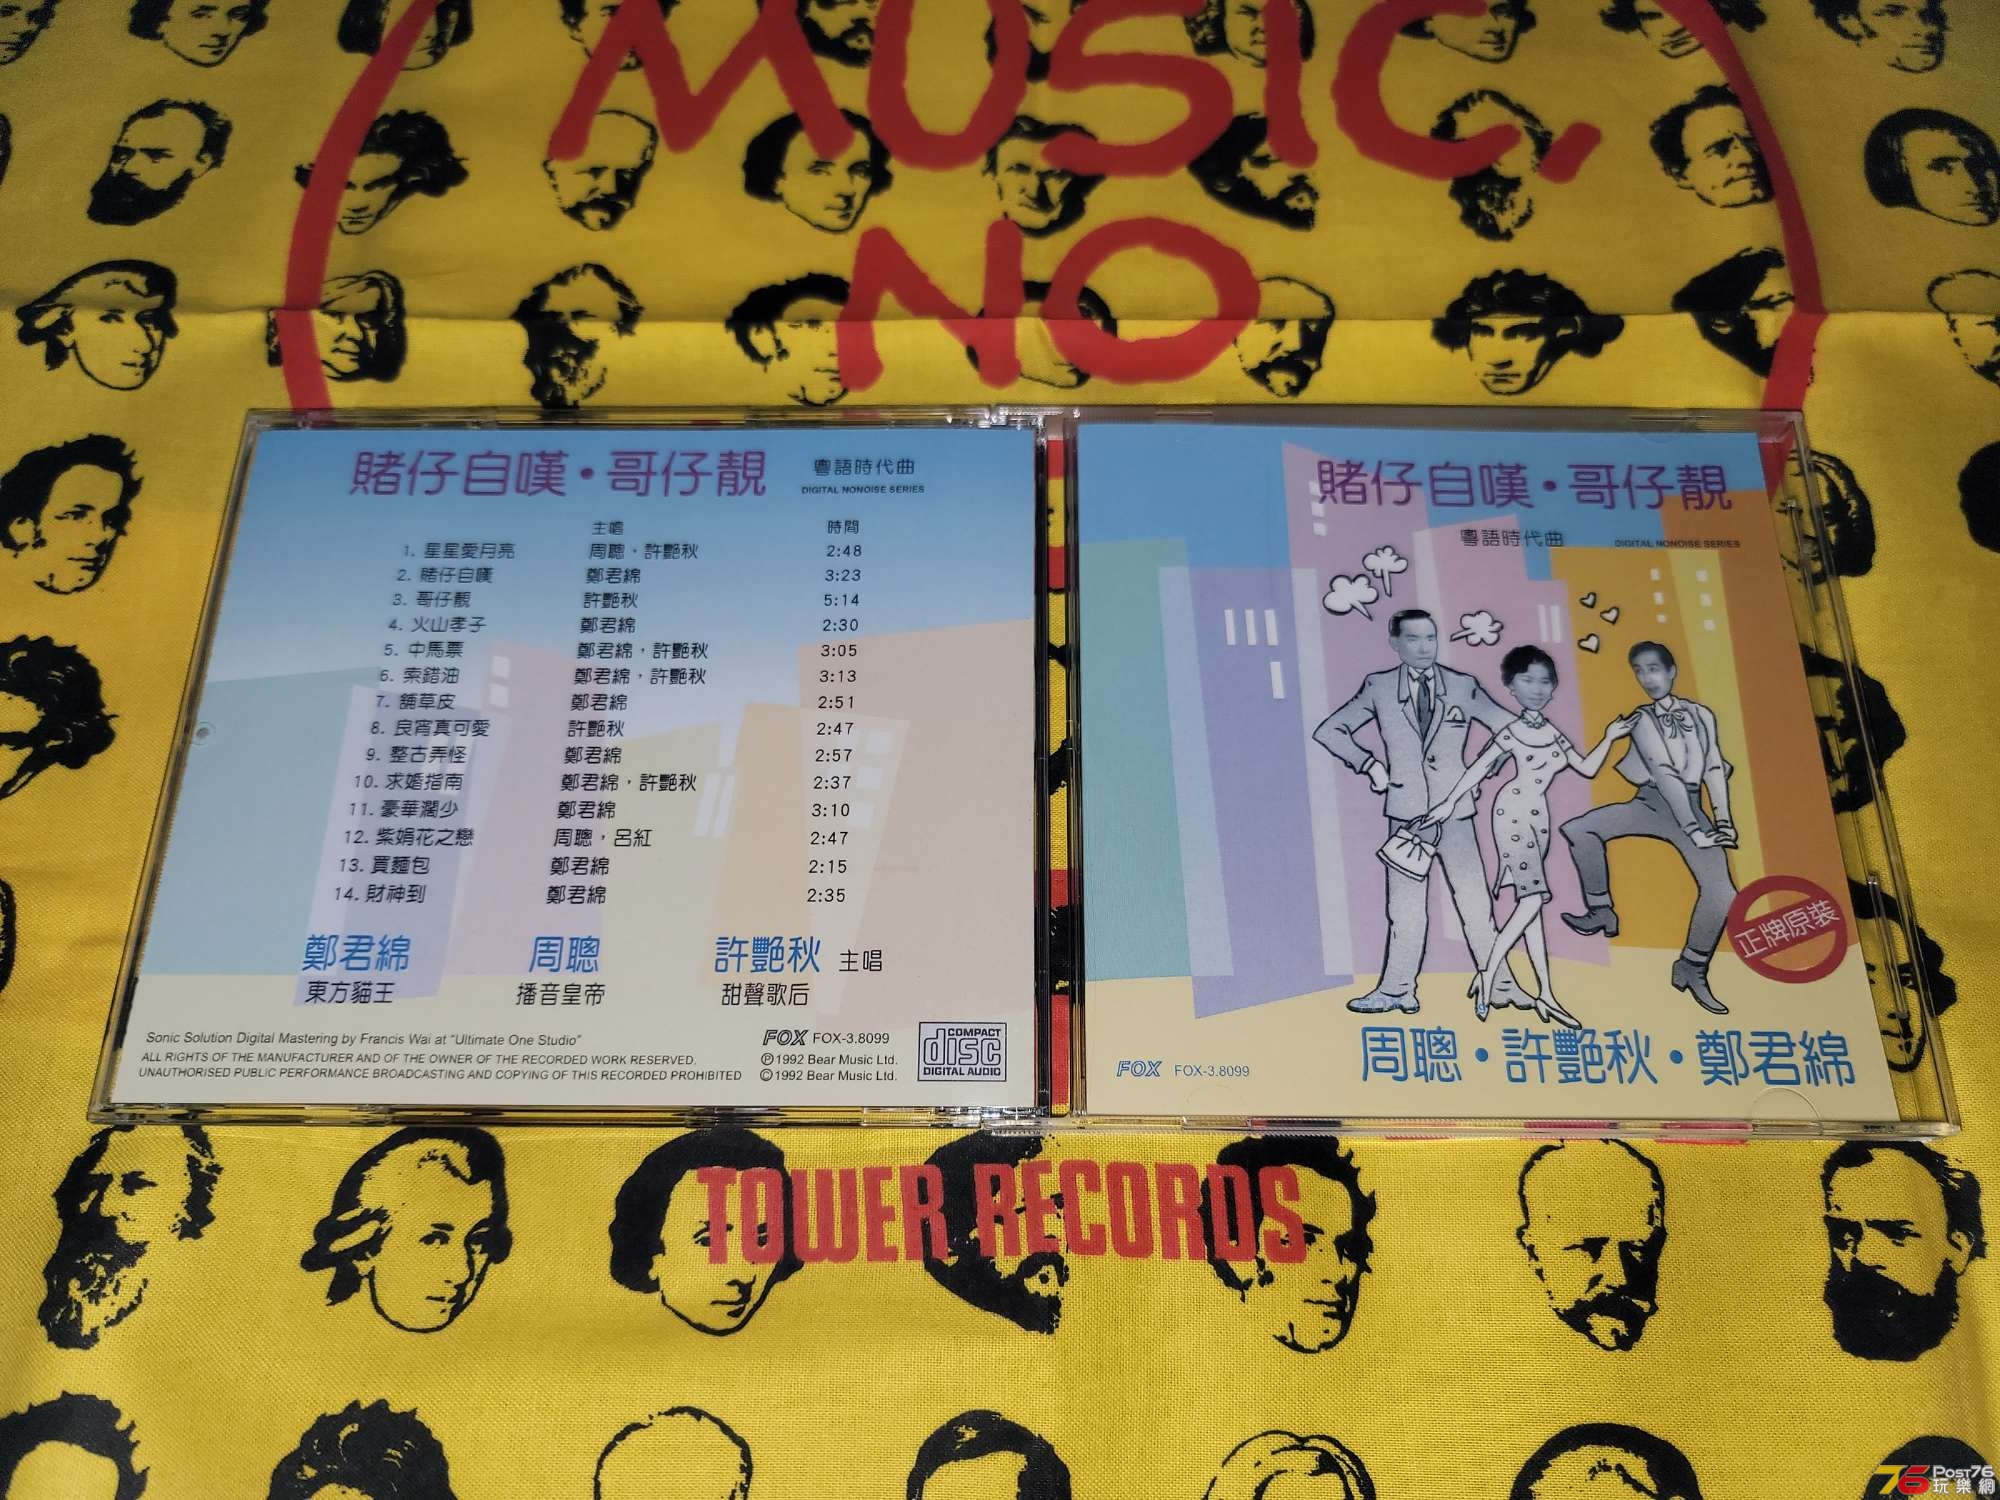 MUSIC,
NO
賭仔自嘆・哥仔靚
粵語時代曲
DIGITAL NONOISE SERIES
主唱 時間
1. 星星愛月亮 周聰，許艷秋 2:48
2. 賭仔自嘆 鄭君綿 3:23
3. 哥仔靚 許艷秋 5:14
4. 火山孝子 鄭君綿 2:30
5. 中馬票 鄭君綿，許艷秋 3:05
6. 索錯油 鄭君綿，許艷秋 3:13
7. 舖草皮 鄭君綿 2:51
8. 良宵真可愛 許艷秋 2:47
9. 整古弄怪 鄭君綿 2:57
10. 求婚指南 鄭君綿，許艷秋 2:37
11. 豪華濶少 鄭君綿 3:10
12. 紫娟花之戀 周聰，呂紅 2:47
13. 買麵包 鄭君綿 2:15
14. 財神到 鄭君綿 2:35
鄭君綿 周聰 許艷秋 主唱
東方貓王 播音皇帝 甜聲歌后
Sonic Solution Digital Mastering by Francis Wai at "Ultimate One Studio"
ALL RIGHTS OF THE MANUFACTURER AND OF THE OWNER OF THE RECORDED WORK RESERVED.
UNAUTHORISED PUBLIC PERFORMANCE BROADCASTING AND COPYING OF THIS RECORDED PROHIBITED
FOX FOX-3.8099
Ⓟ1992 Bear Music Ltd.
©1992 Bear Music Ltd.
COMPACT
disc
DIGITAL AUDIO
賭仔自嘆・哥仔靚
粵語時代曲
DIGITAL NONOISE SERIES
正牌原裝
周聰・許艷秋・鄭君綿
FOX FOX-3.8099
TOWER RECORDS
76 Post76
玩樂網